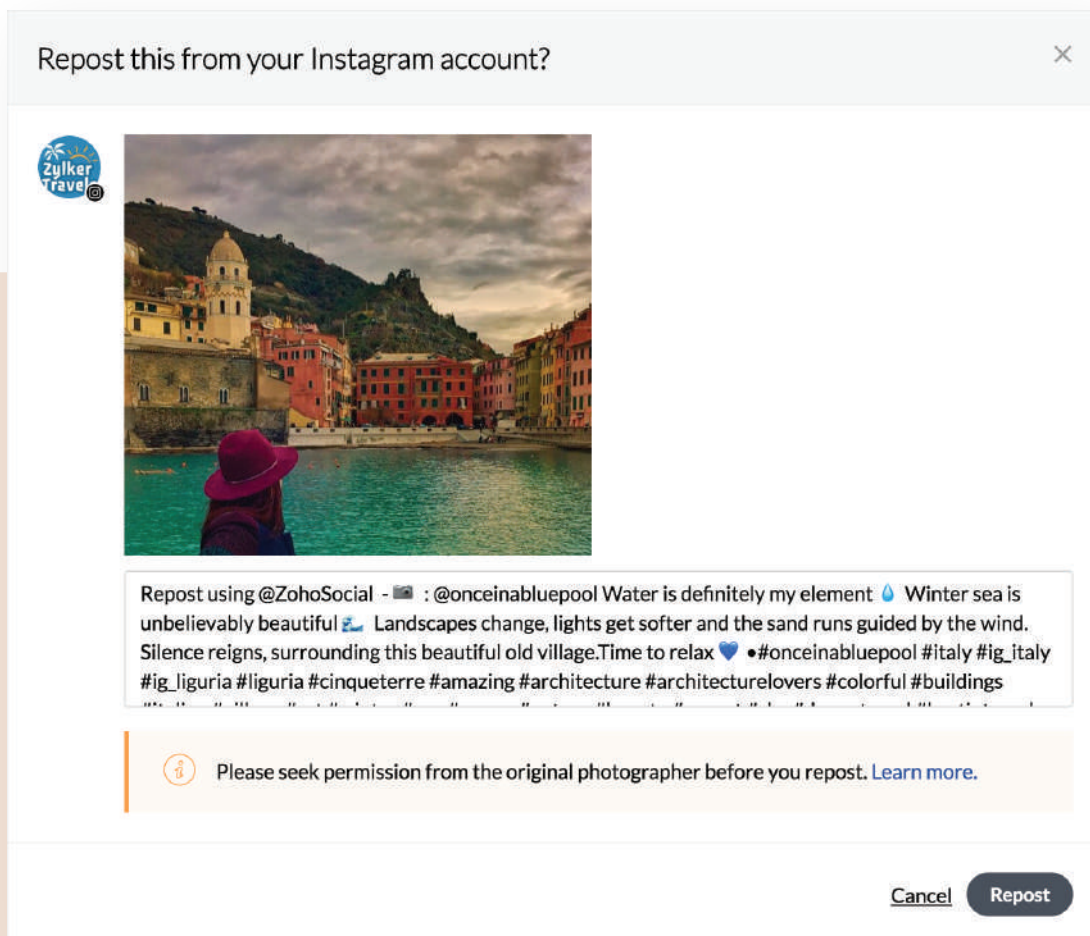 Repost this from your Instagram account?
Zylker
Travel
Repost using @ZohoSocial - 📷 : @onceinabluepool Water is definitely my element 💧 Winter sea is
unbelievably beautiful 🌊 Landscapes change, lights get softer and the sand runs guided by the wind.
Silence reigns, surrounding this beautiful old village.Time to relax 💙 •#onceinabluepool #italy #ig_italy
#ig_liguria #liguria #cinqueterre #amazing #architecture #architecturelovers #colorful #buildings
Please seek permission from the original photographer before you repost. Learn more.
Cancel
Repost